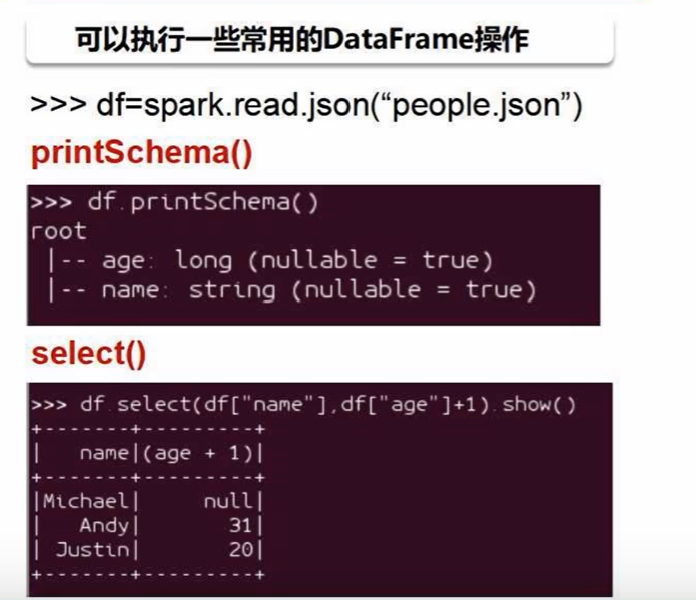 可以执行一些常用的DataFrame操作
>>> df=spark.read.json(“people.json”)
printSchema()
>>> df.printSchema()
root
 |-- age: long (nullable = true)
 |-- name: string (nullable = true)
select()
>>> df.select(df["name"],df["age"]+1).show()
+-------+---------+
|   name|(age + 1)|
+-------+---------+
|Michael|     null|
|   Andy|       31|
| Justin|       20|
+-------+---------+